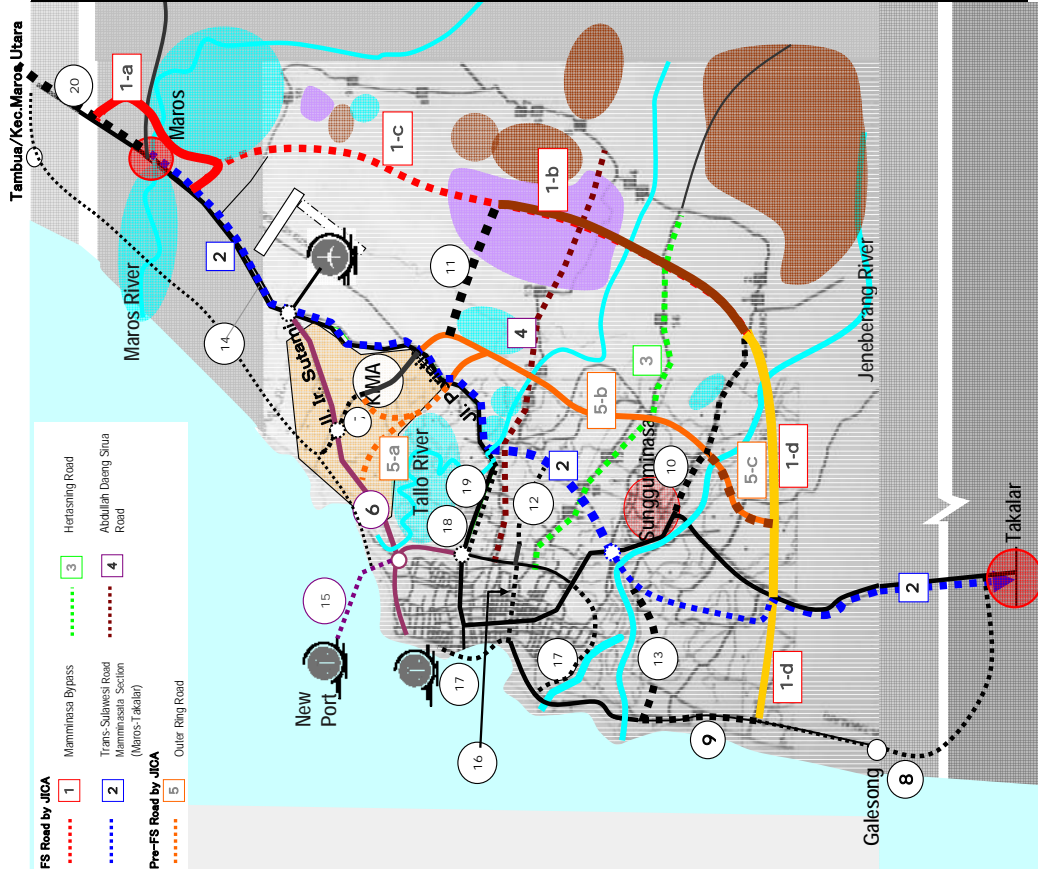 Tambua/Kec.Maros Utara
20
1-a
Maros
Maros River
2
1-c
1-b
14
11
Jl. Ir. Sutami
KIMA
7
4
3
Jeneberang River
5-a
5-b
Tallo River
6
19
18
12
2
Sungguminasa
10
5-c
1-d
15
New
Port
17
16
17
13
1-d
9
2
Takalar
Galesong
8
FS Road by JICA
1
Mamminasa Bypass
2
Trans-Sulawesi Road
Mamminasata Section
(Maros-Takalar)
3
Hertasning Road
4
Abdullah Daeng Sirua
Road
Pre-FS Road by JICA
5
Outer Ring Road